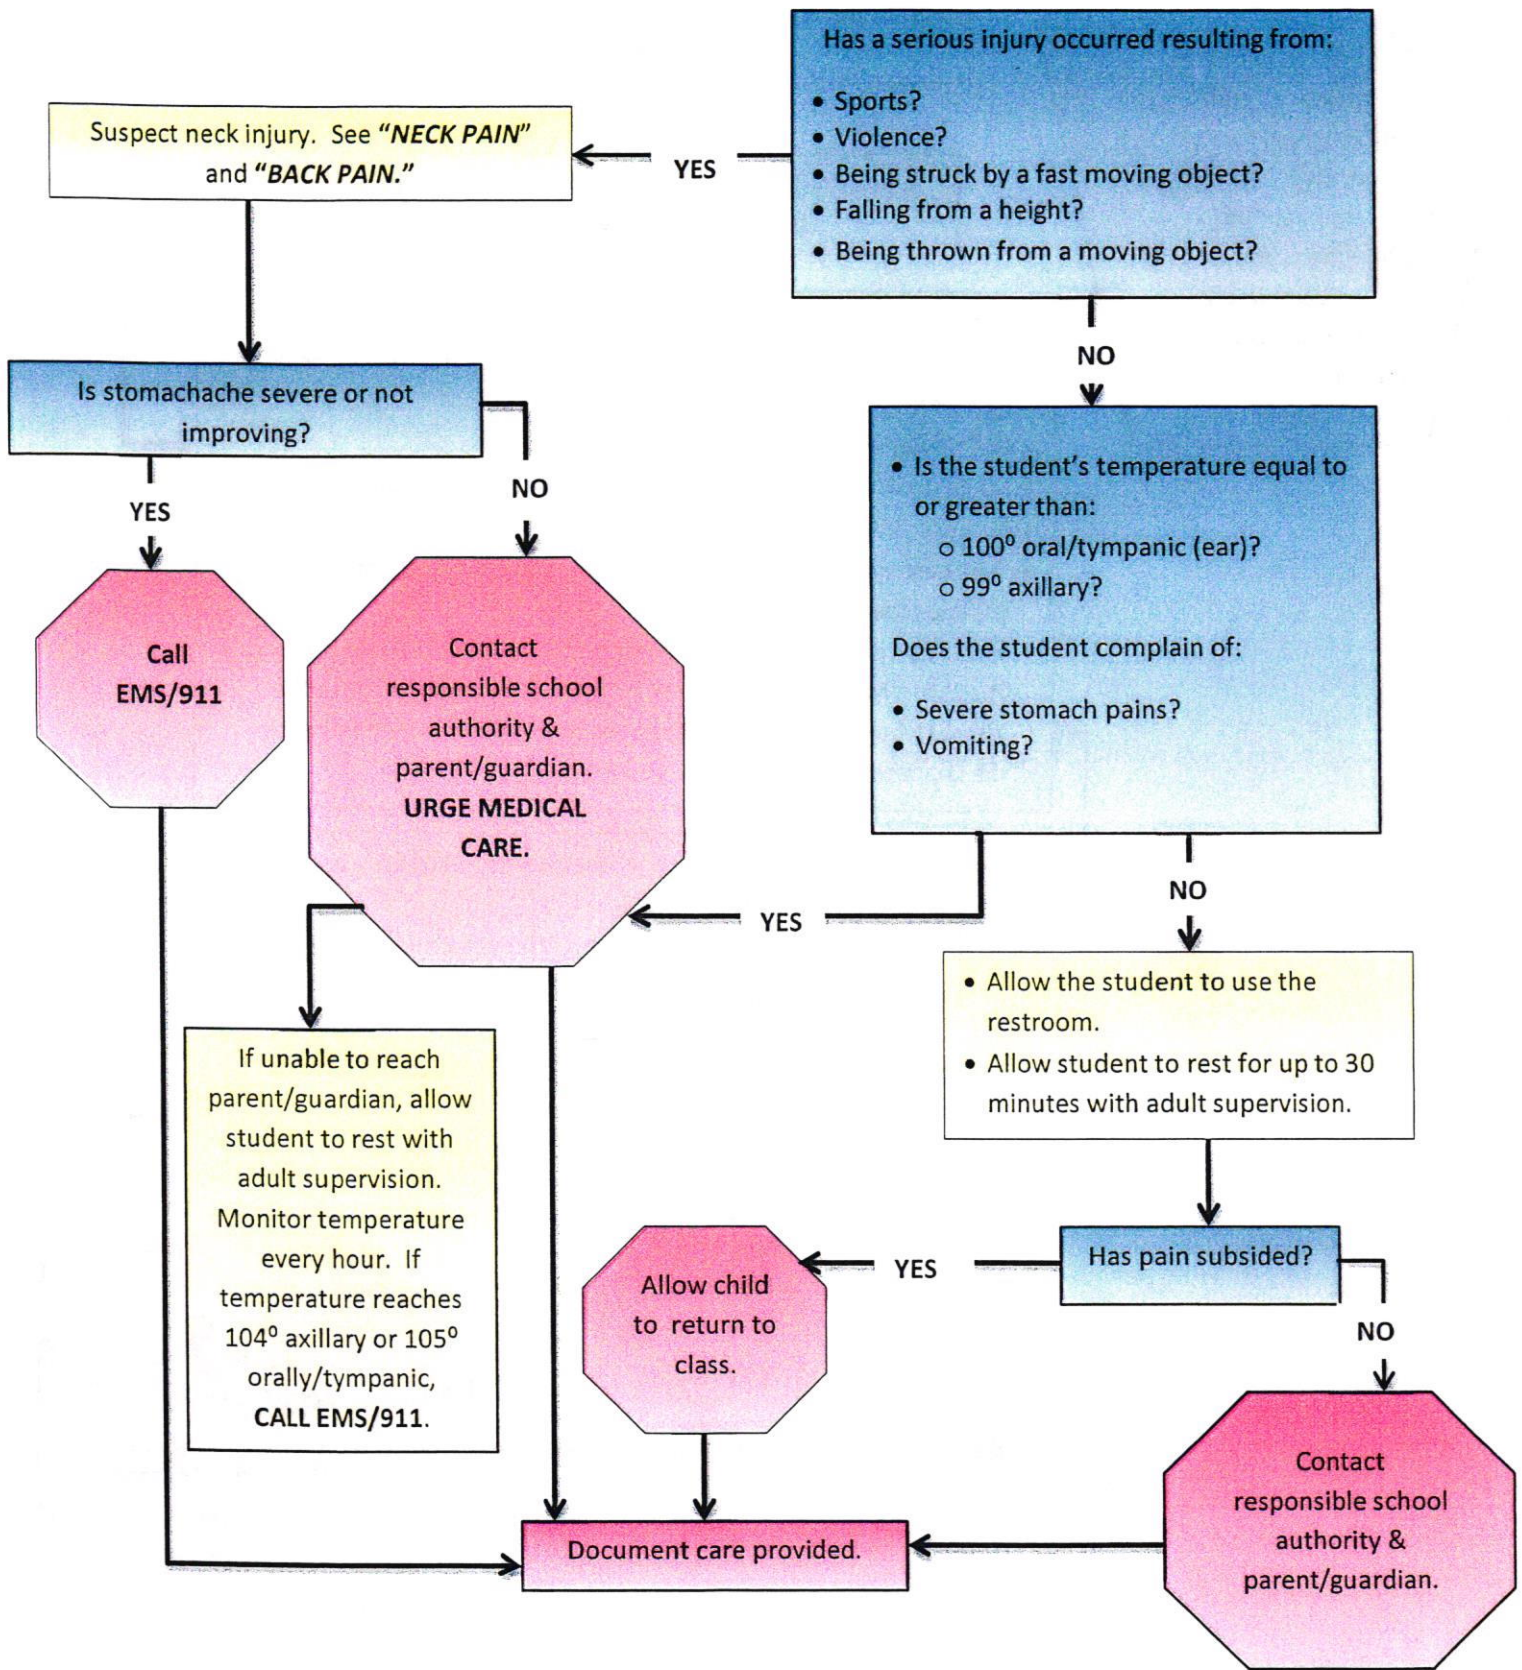 Has a serious injury occurred resulting from:
• Sports?
• Violence?
• Being struck by a fast moving object?
• Falling from a height?
• Being thrown from a moving object?
YES
Suspect neck injury.  See “NECK PAIN”
and “BACK PAIN.”
NO
Is stomachache severe or not
improving?
YES
NO
Call
EMS/911
Contact
responsible school
authority &
parent/guardian.
URGE MEDICAL
CARE.
• Is the student’s temperature equal to
or greater than:
o 100⁰ oral/tympanic (ear)?
o 99⁰ axillary?
Does the student complain of:
• Severe stomach pains?
• Vomiting?
YES
NO
If unable to reach
parent/guardian, allow
student to rest with
adult supervision.
Monitor temperature
every hour.  If
temperature reaches
104⁰ axillary or 105⁰
orally/tympanic,
CALL EMS/911.
• Allow the student to use the
restroom.
• Allow student to rest for up to 30
minutes with adult supervision.
Has pain subsided?
YES
NO
Allow child
to  return to
class.
Contact
responsible school
authority &
parent/guardian.
Document care provided.